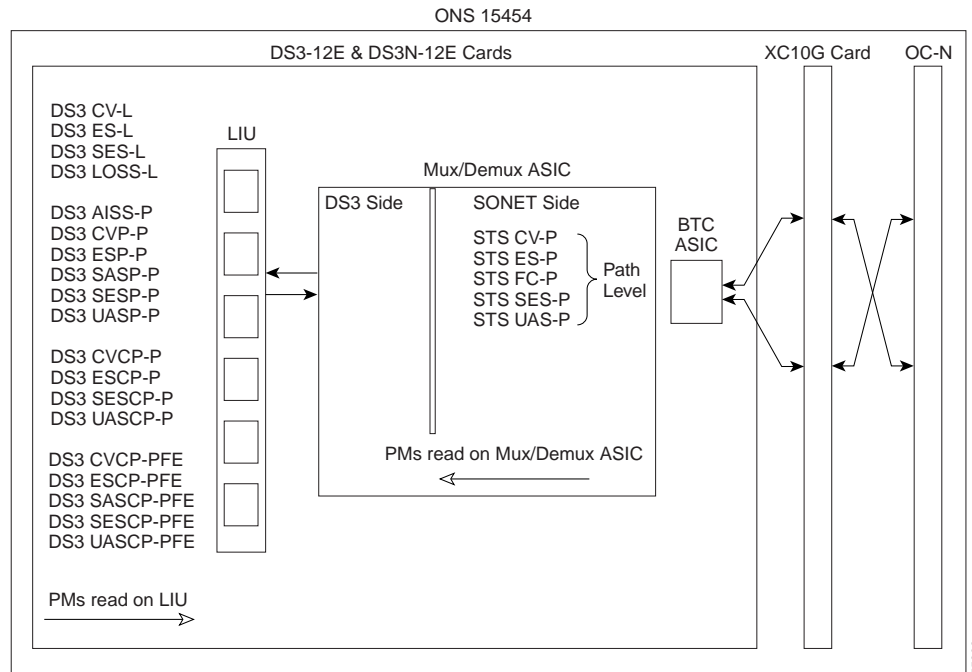 ONS 15454
DS3-12E & DS3N-12E Cards
XC10G Card
OC-N
DS3 CV-L
DS3 ES-L
DS3 SES-L
DS3 LOSS-L
DS3 AISS-P
DS3 CVP-P
DS3 ESP-P
DS3 SASP-P
DS3 SESP-P
DS3 UASP-P
DS3 CVCP-P
DS3 ESCP-P
DS3 SESCP-P
DS3 UASCP-P
DS3 CVCP-PFE
DS3 ESCP-PFE
DS3 SASCP-PFE
DS3 SESCP-PFE
DS3 UASCP-PFE
PMs read on LIU
LIU
Mux/Demux ASIC
DS3 Side
SONET Side
STS CV-P
STS ES-P
STS FC-P
STS SES-P
STS UAS-P
Path
Level
PMs read on Mux/Demux ASIC
BTC
ASIC